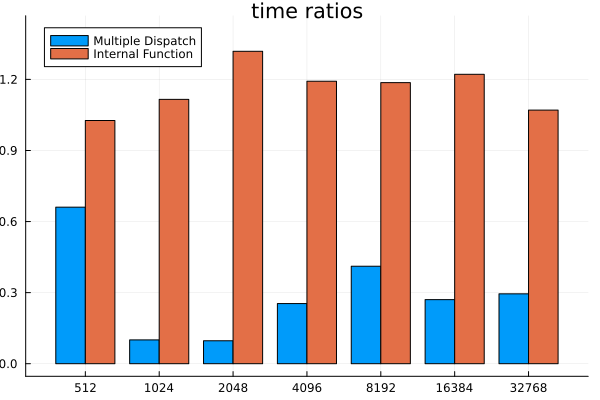 time ratios
Multiple Dispatch
Internal Function
1.2
0.9
0.6
0.3
0.0
512 1024 2048 4096 8192 16384 32768